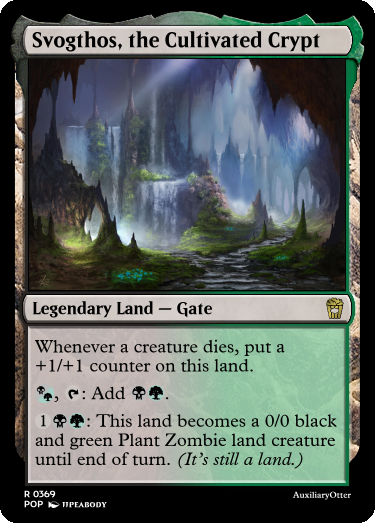 Svogthos, the Cultivated Crypt
Legendary Land — Gate
Whenever a creature dies, put a
+1/+1 counter on this land.
, : Add .
1 : This land becomes a 0/0 black
and green Plant Zombie land creature
until end of turn. (It's still a land.)
R 0369
POP JJPEABODY
AuxiliaryOtter